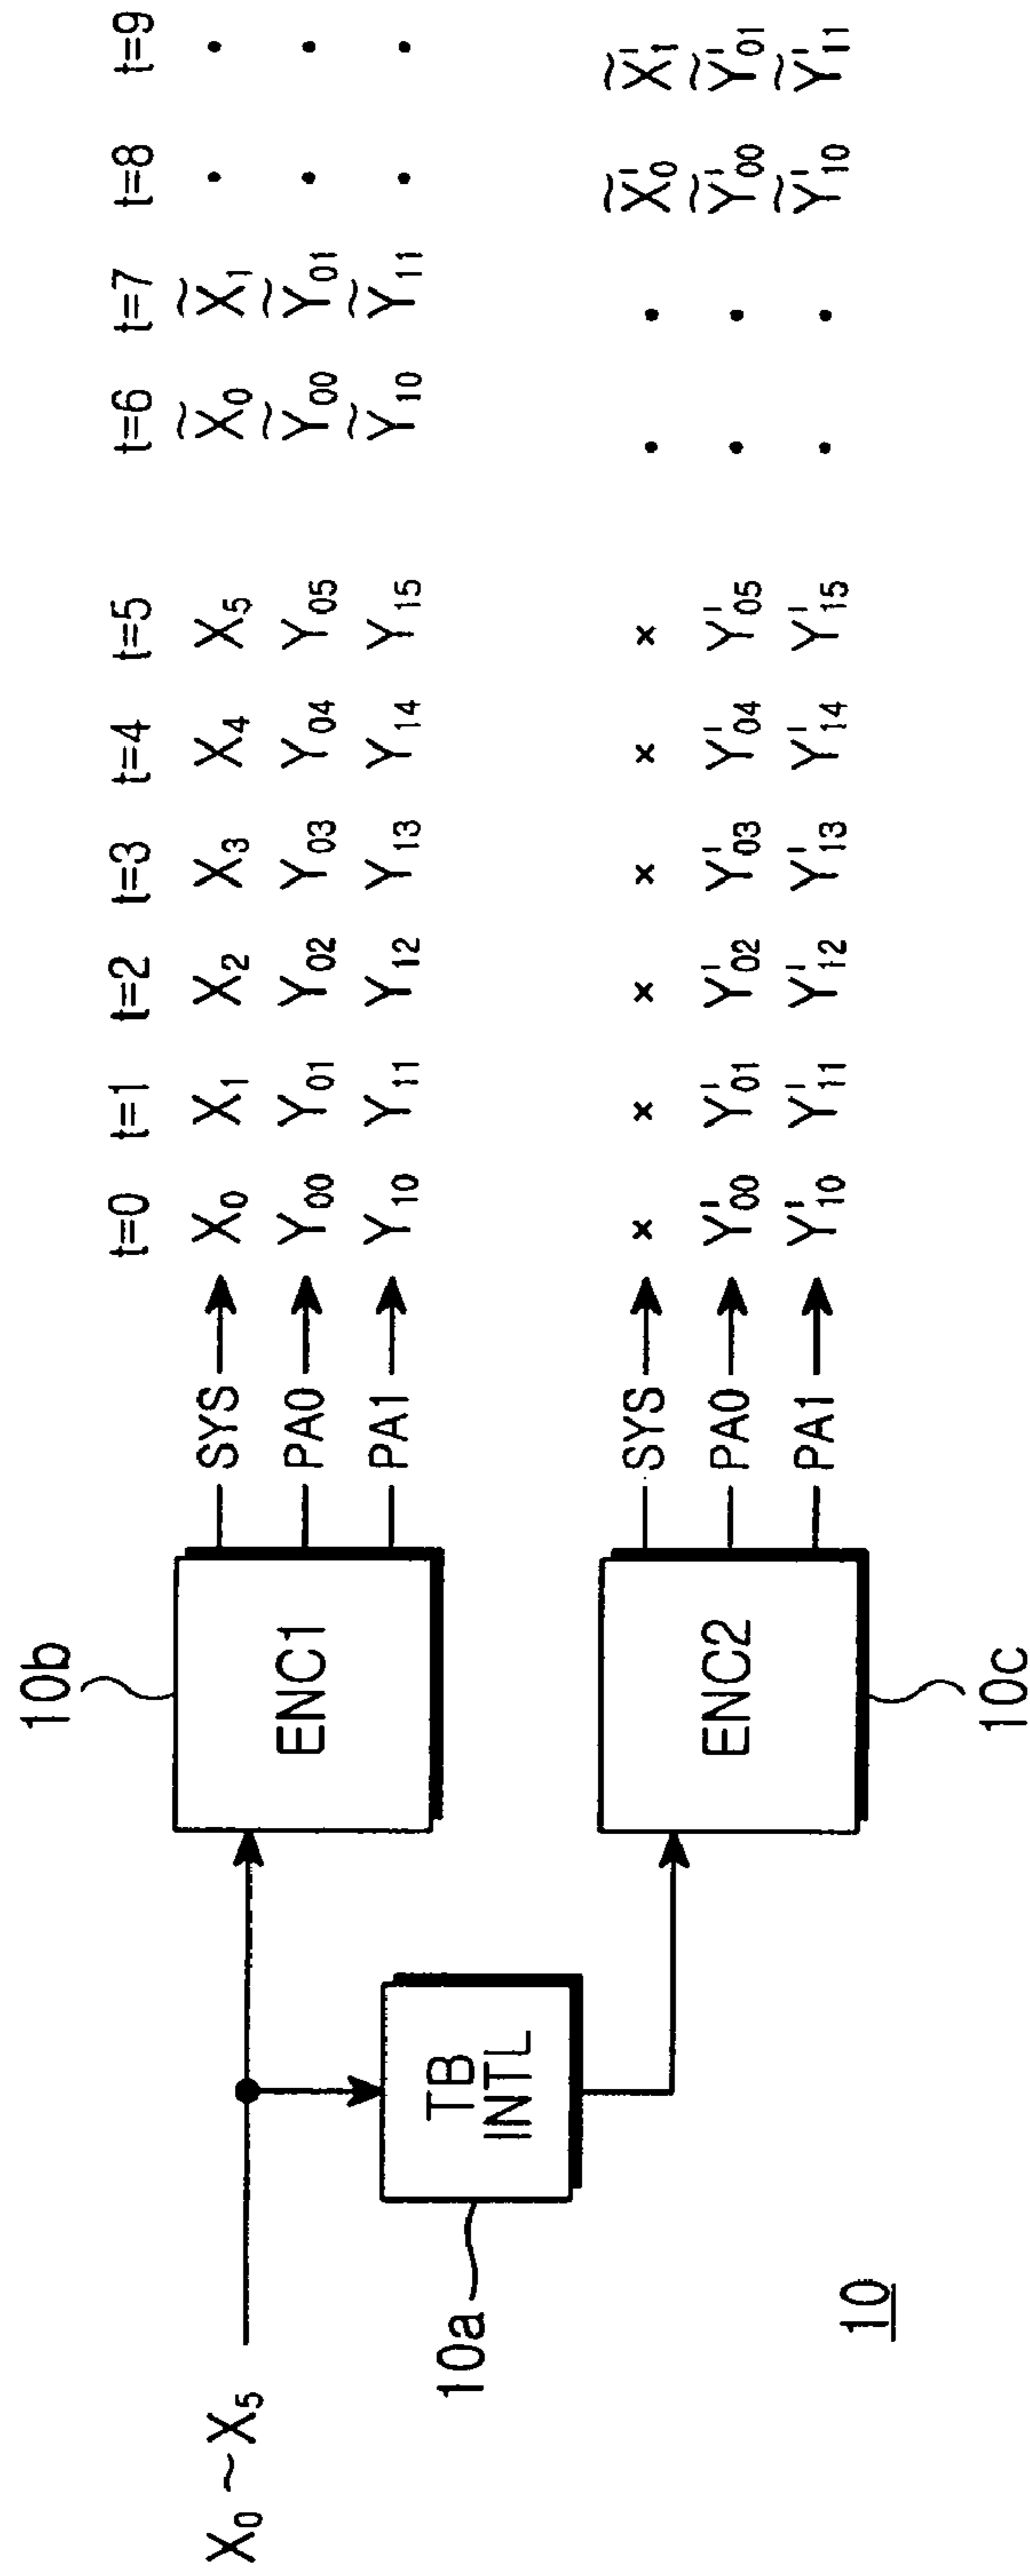 t=0 t=1 t=2 t=3 t=4 t=5 t=6 t=7 t=8 t=9
10b
X₀ ~ X₅
ENC1
SYS X₀ X₁ X₂ X₃ X₄ X₅ X̃₀ X̃₁ • •
PA0 Y₀₀ Y₀₁ Y₀₂ Y₀₃ Y₀₄ Y₀₅ Ỹ₀₀ Ỹ₀₁ • •
PA1 Y₁₀ Y₁₁ Y₁₂ Y₁₃ Y₁₄ Y₁₅ Ỹ₁₀ Ỹ₁₁ • •
10a
TB
INTL
ENC2
SYS × × × × × × • • X̃'₀ X̃'₁
PA0 Y'₀₀ Y'₀₁ Y'₀₂ Y'₀₃ Y'₀₄ Y'₀₅ • • Ỹ'₀₀ Ỹ'₀₁
PA1 Y'₁₀ Y'₁₁ Y'₁₂ Y'₁₃ Y'₁₄ Y'₁₅ • • Ỹ'₁₀ Ỹ'₁₁
10c
10